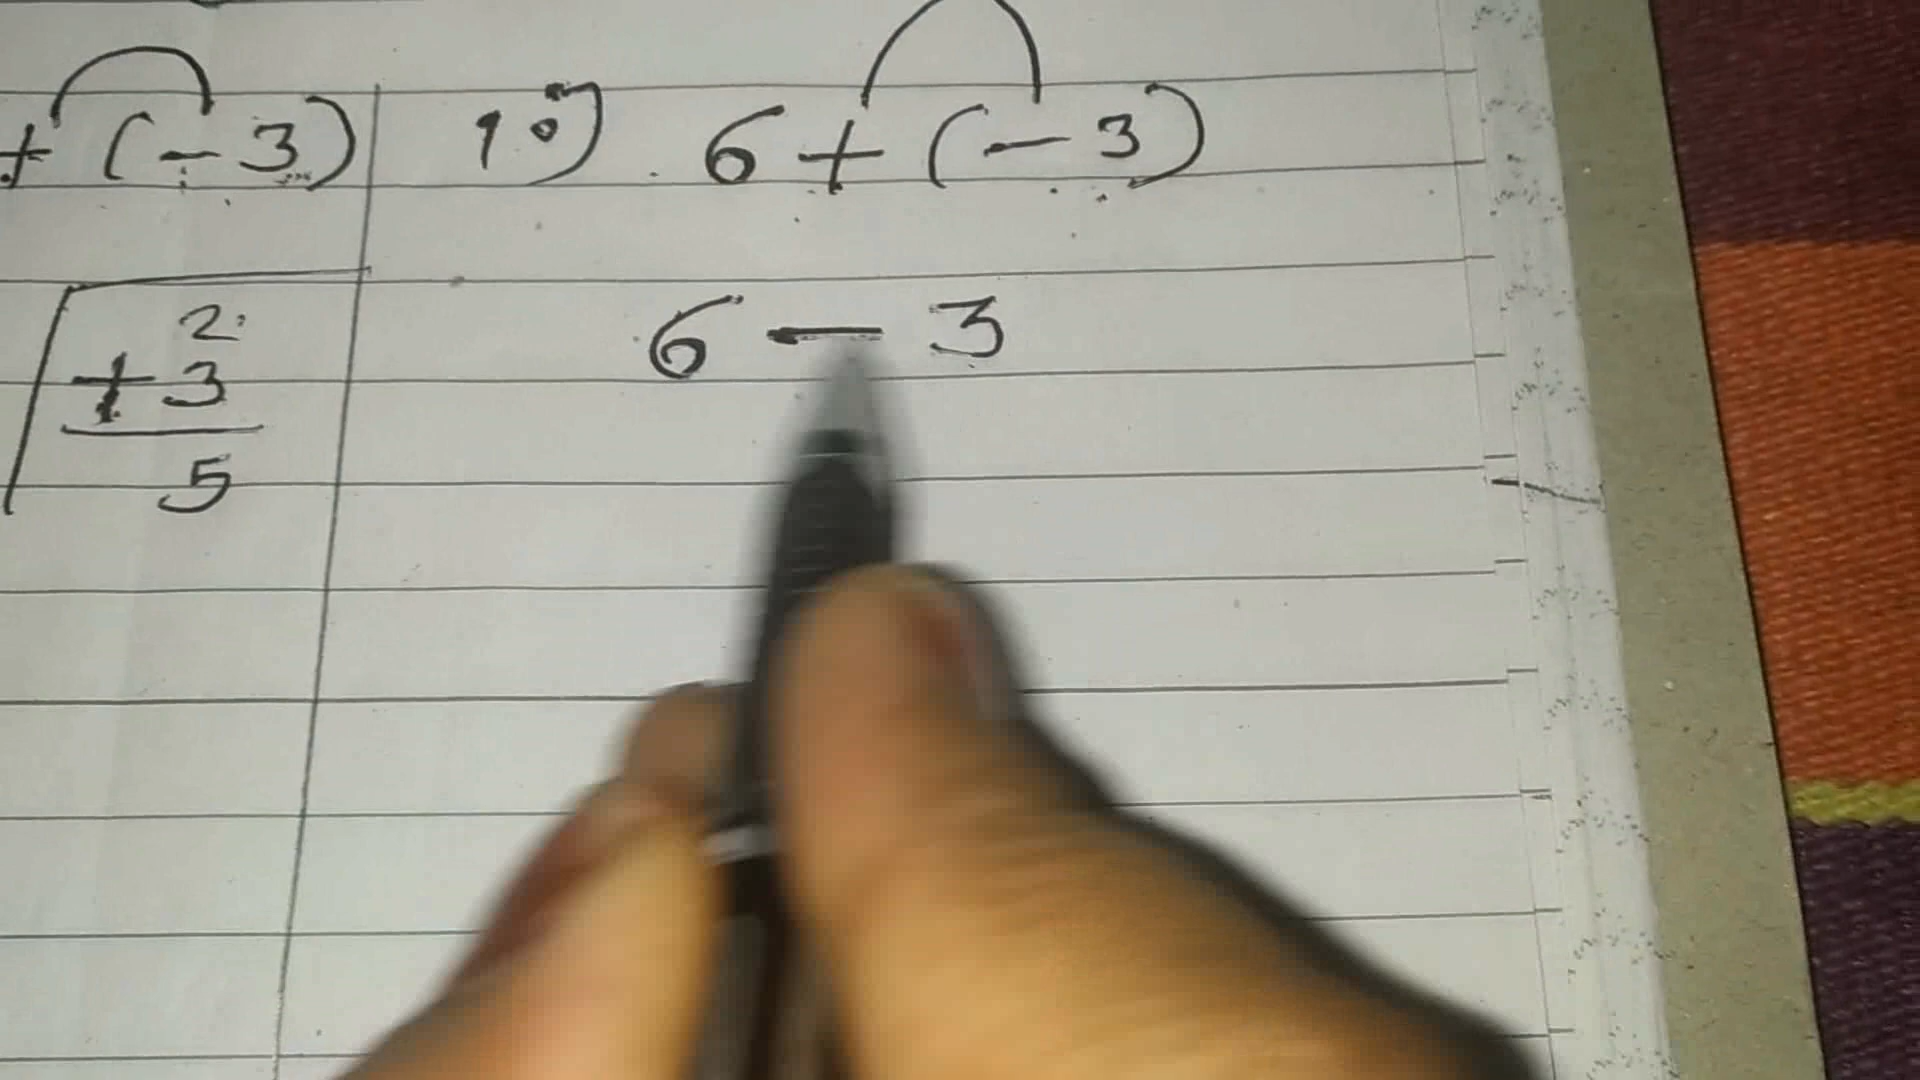 + (-3)
2
+ 3
5
10) 6 + (-3)
6 - 3